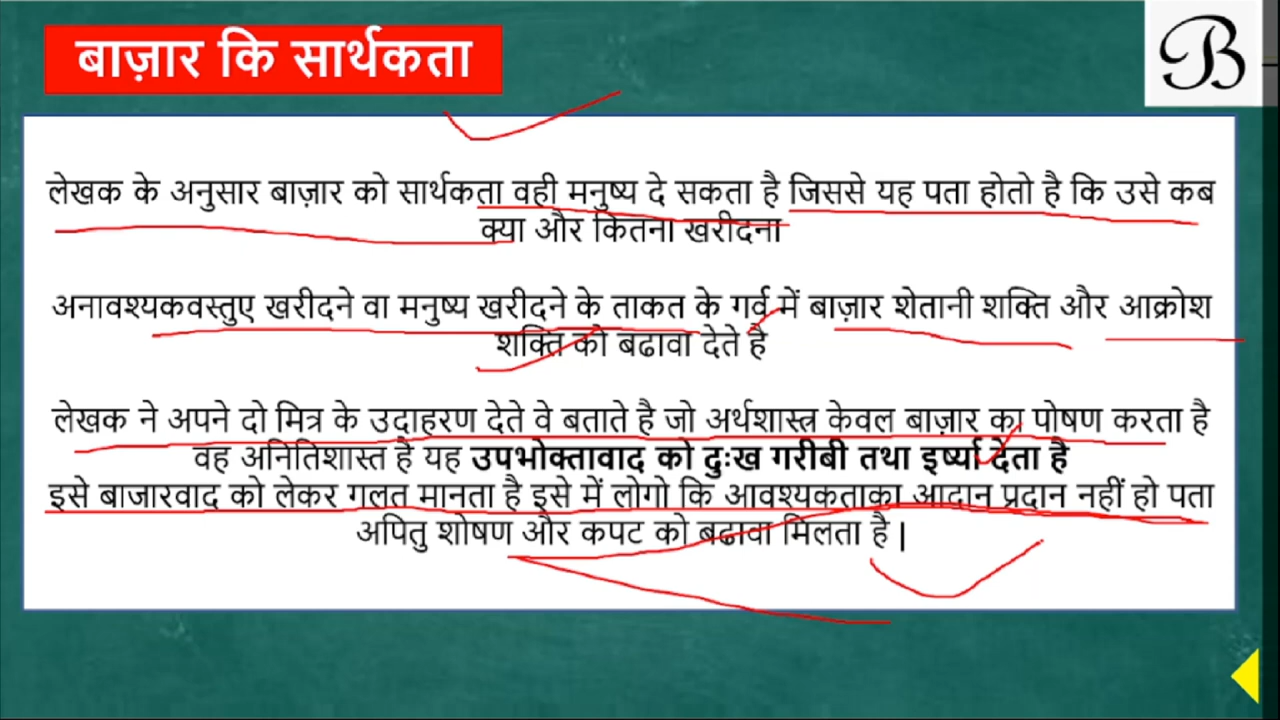 बाज़ार कि सार्थकता
B
लेखक के अनुसार बाज़ार को सार्थकता वही मनुष्य दे सकता है जिससे यह पता होतो है कि उसे कब
क्या और कितना खरीदना
अनावश्यकवस्तुए खरीदने वा मनुष्य खरीदने के ताकत के गर्व में बाज़ार शेतानी शक्ति और आक्रोश
शक्ति को बढावा देते है
लेखक ने अपने दो मित्र के उदाहरण देते वे बताते है जो अर्थशास्त्र केवल बाज़ार का पोषण करता है
वह अनितिशास्त है यह उपभोक्तावाद को दुःख गरीबी तथा इर्ष्या देता है
इसे बाजारवाद को लेकर गलत मानता है इसे में लोगो कि आवश्यकताका आदान प्रदान नहीं हो पता
अपितु शोषण और कपट को बढावा मिलता है |